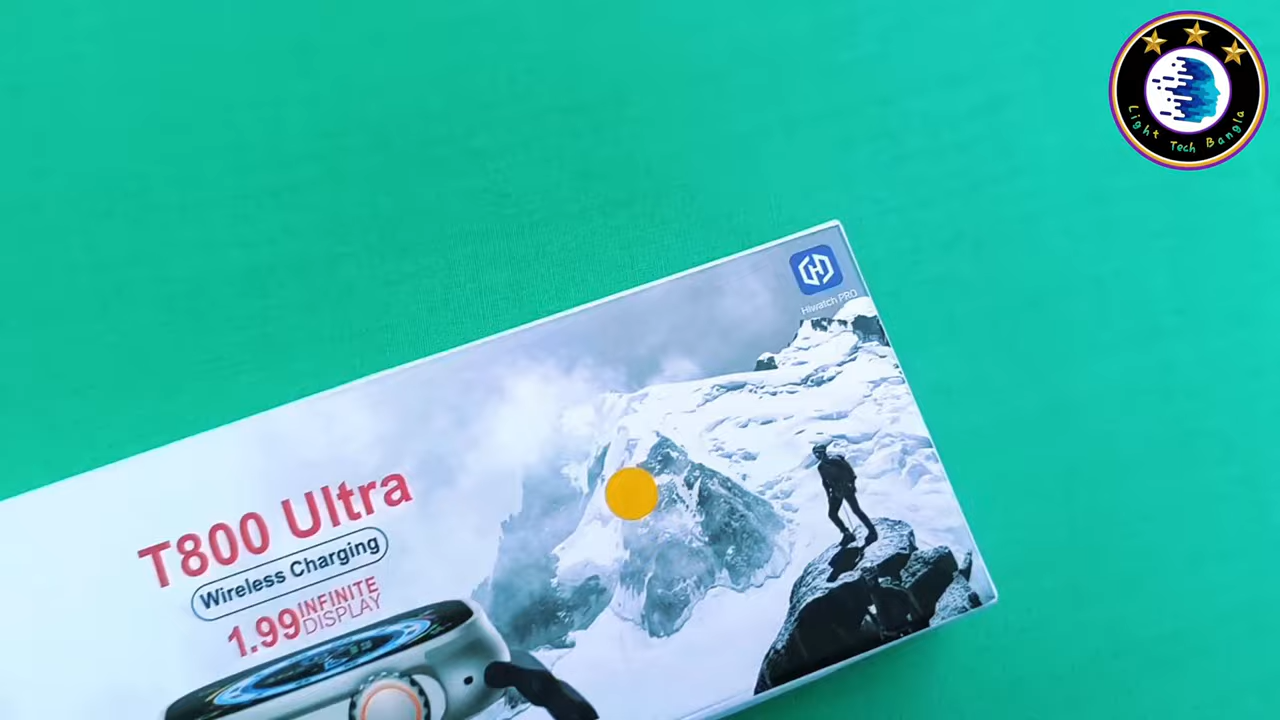 Light Tech Bangla
Hiwatch PRO
T800 Ultra
Wireless Charging
1.99 INFINITE
DISPLAY